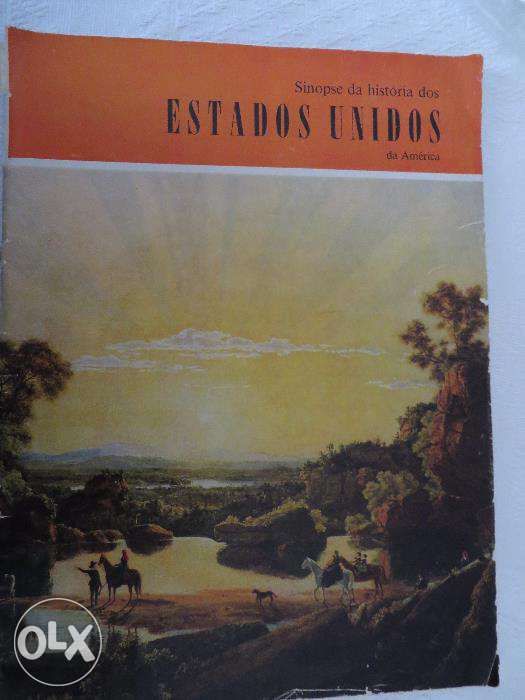 Sinopse da história dos
ESTADOS UNIDOS
da América
OLX